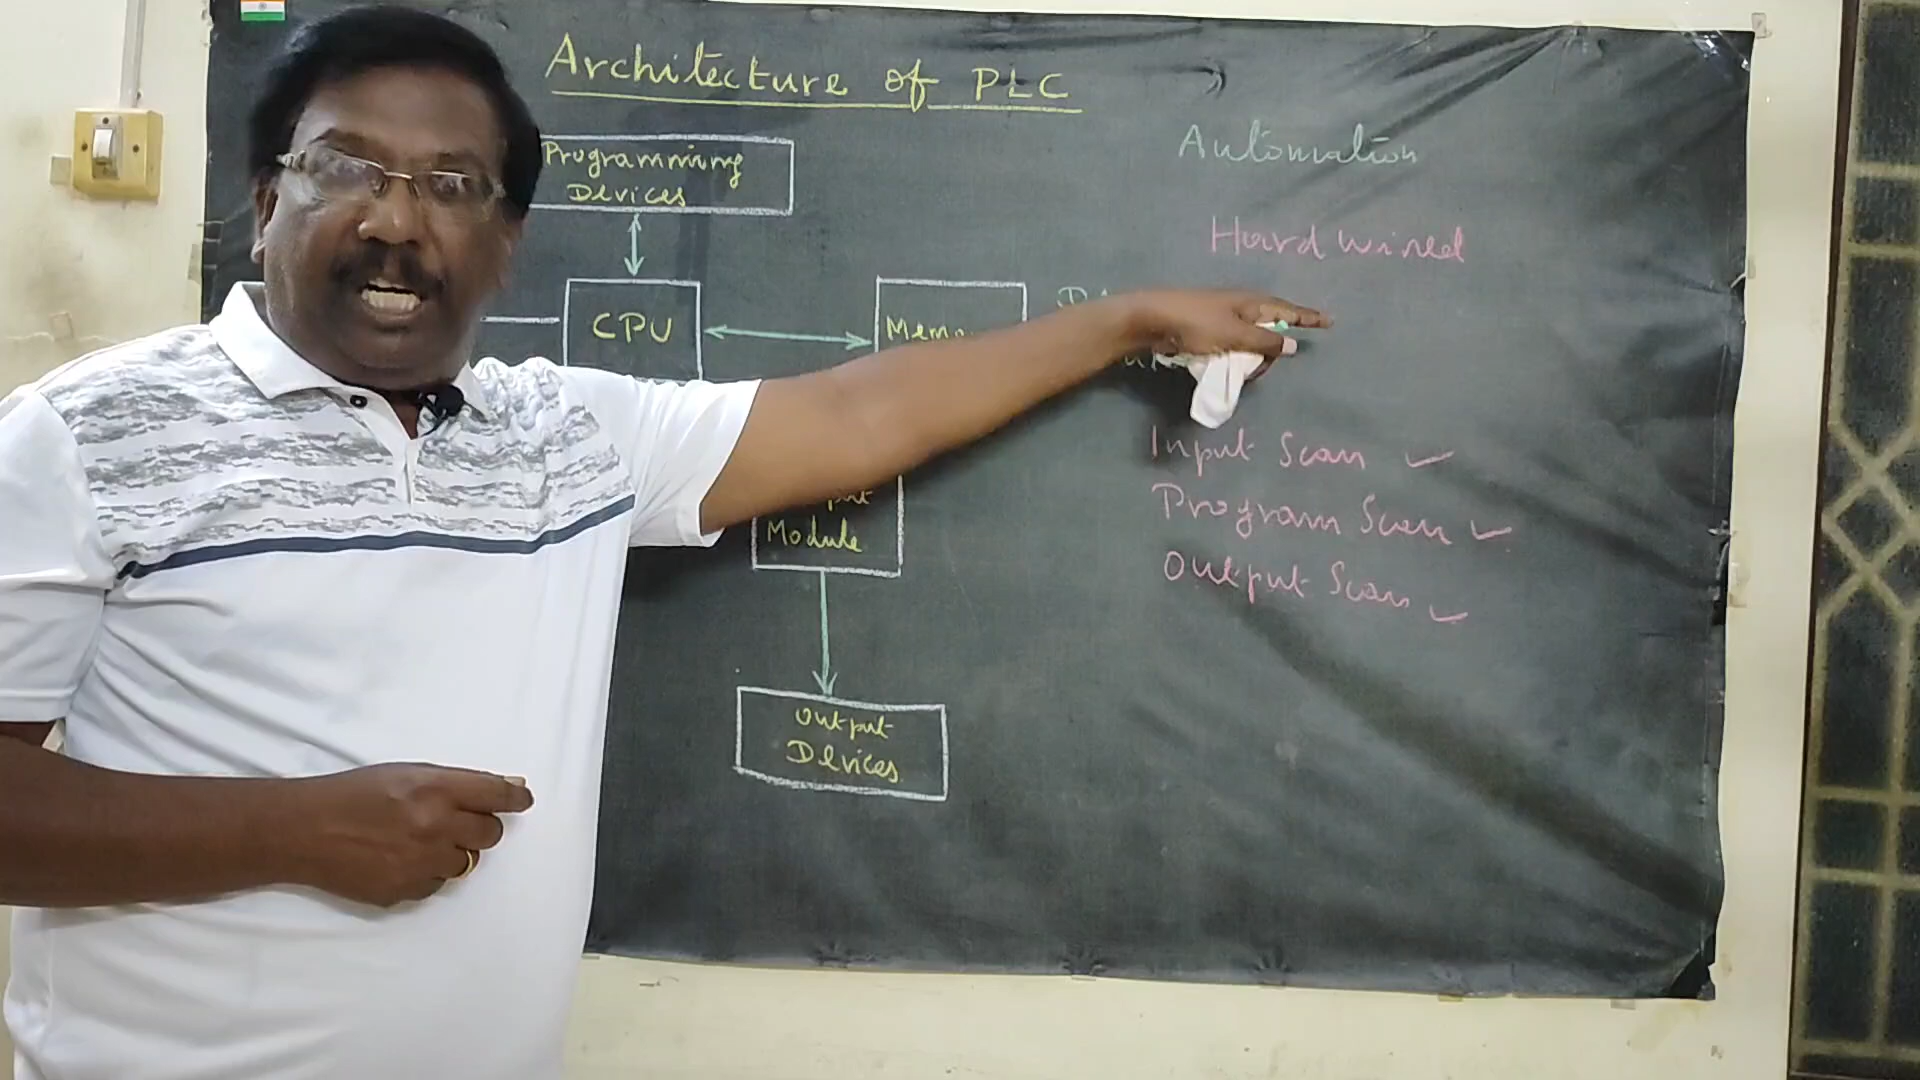 Architecture of PLC
Programming
Devices
CPU
Module
Output
Devices
Automation
Hard wired
Input Scan ✓
Program Scan ✓
Output Scan ✓